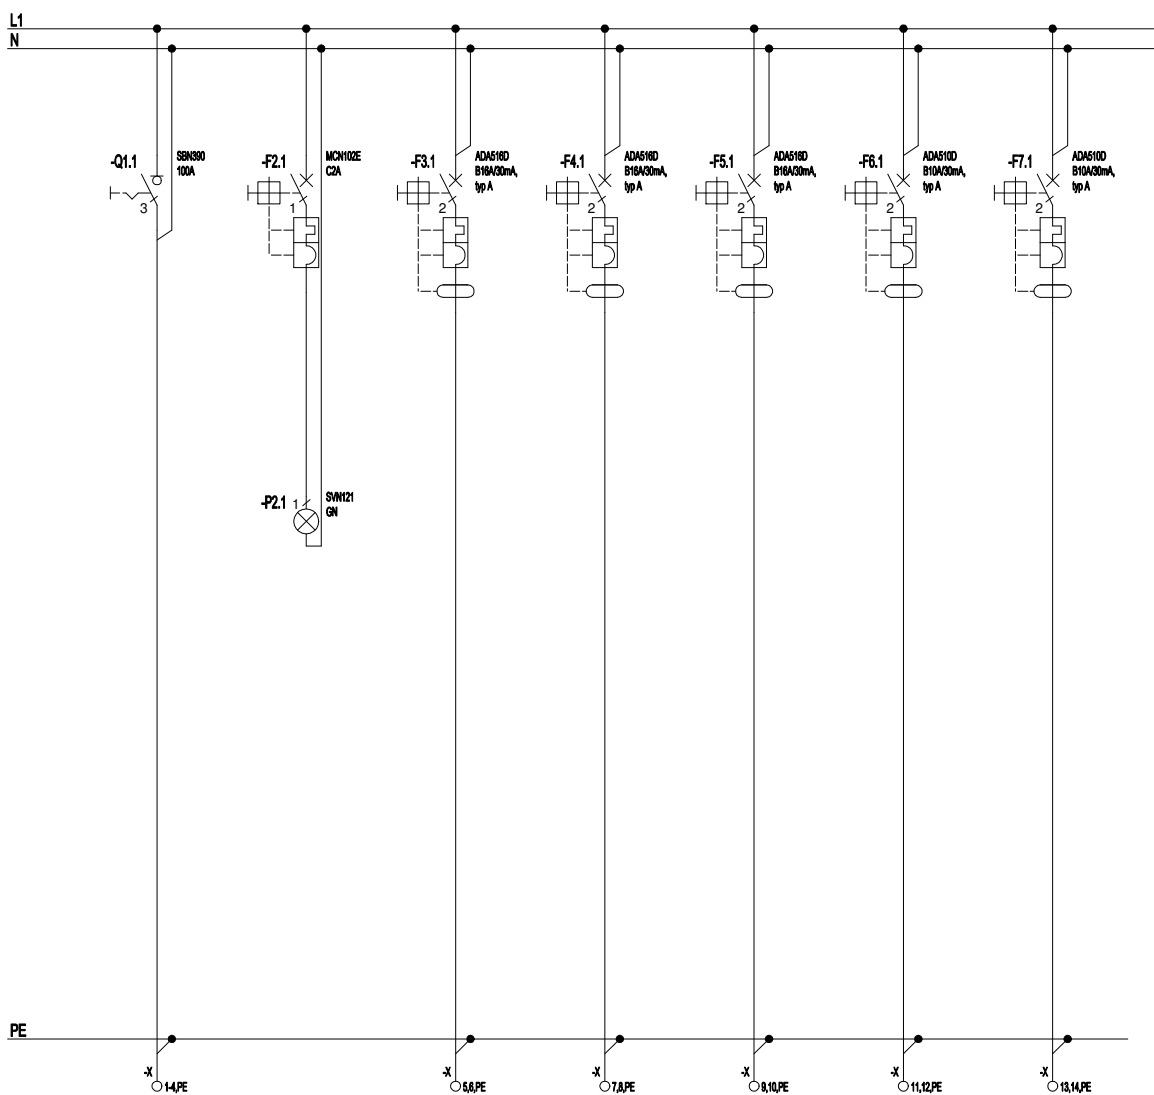 L1
N
-Q1.1
SBN390
100A
3
-F2.1
MCN102E
C2A
1
-F3.1
ADA516D
B16A/30mA,
typ A
2
-F4.1
ADA516D
B16A/30mA,
typ A
2
-F5.1
ADA516D
B16A/30mA,
typ A
2
-F6.1
ADA510D
B10A/30mA,
typ A
2
-F7.1
ADA510D
B10A/30mA,
typ A
2
-P2.1
1
SVN121
GN
PE
-X
1-4,PE
-X
5,6,PE
-X
7,8,PE
-X
9,10,PE
-X
11,12,PE
-X
13,14,PE